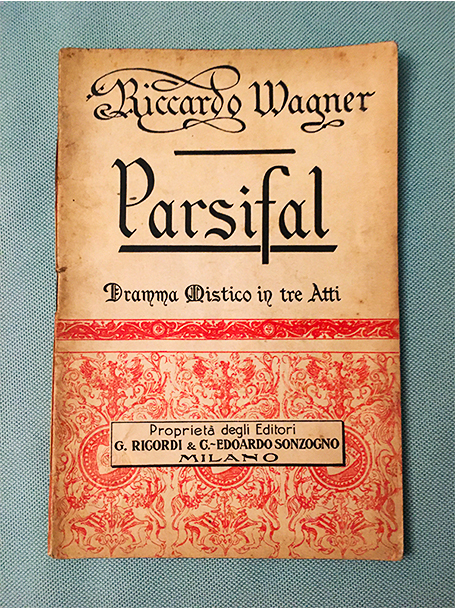 Riccardo Wagner
Parsifal
Dramma Mistico in tre Atti
Proprietà degli Editori
G. RICORDI & C.-EDOARDO SONZOGNO
MILANO